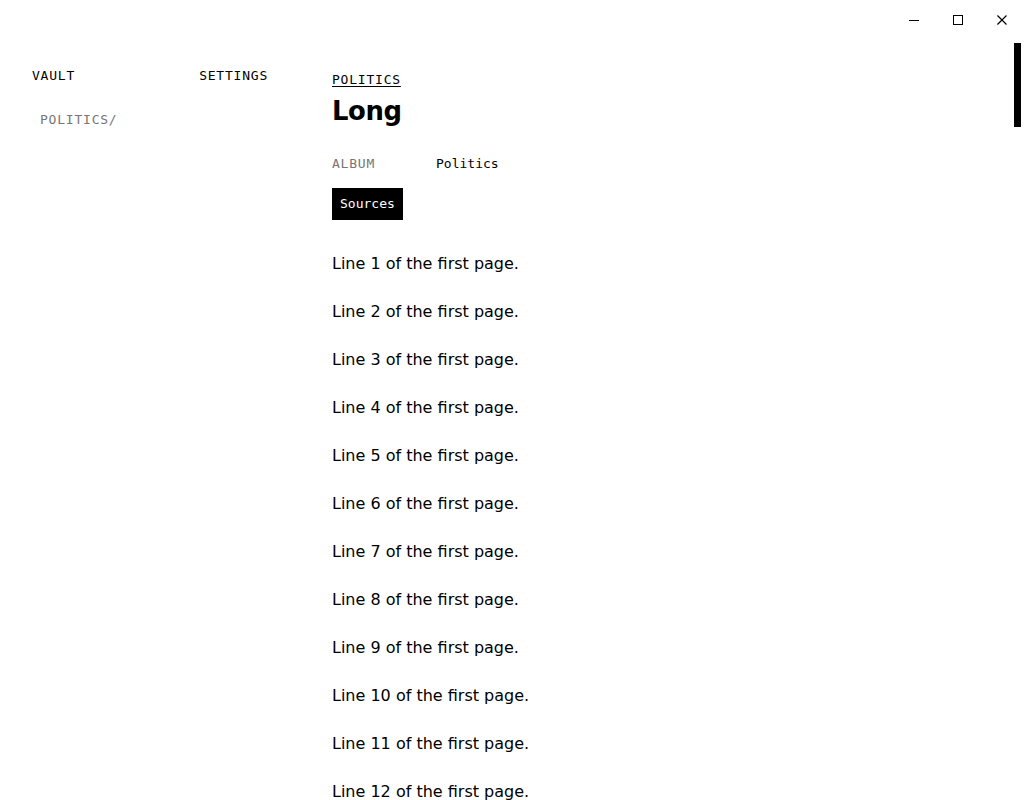 VAULT
SETTINGS
POLITICS/
POLITICS
Long
ALBUM
Politics
Sources
Line 1 of the first page.
Line 2 of the first page.
Line 3 of the first page.
Line 4 of the first page.
Line 5 of the first page.
Line 6 of the first page.
Line 7 of the first page.
Line 8 of the first page.
Line 9 of the first page.
Line 10 of the first page.
Line 11 of the first page.
Line 12 of the first page.